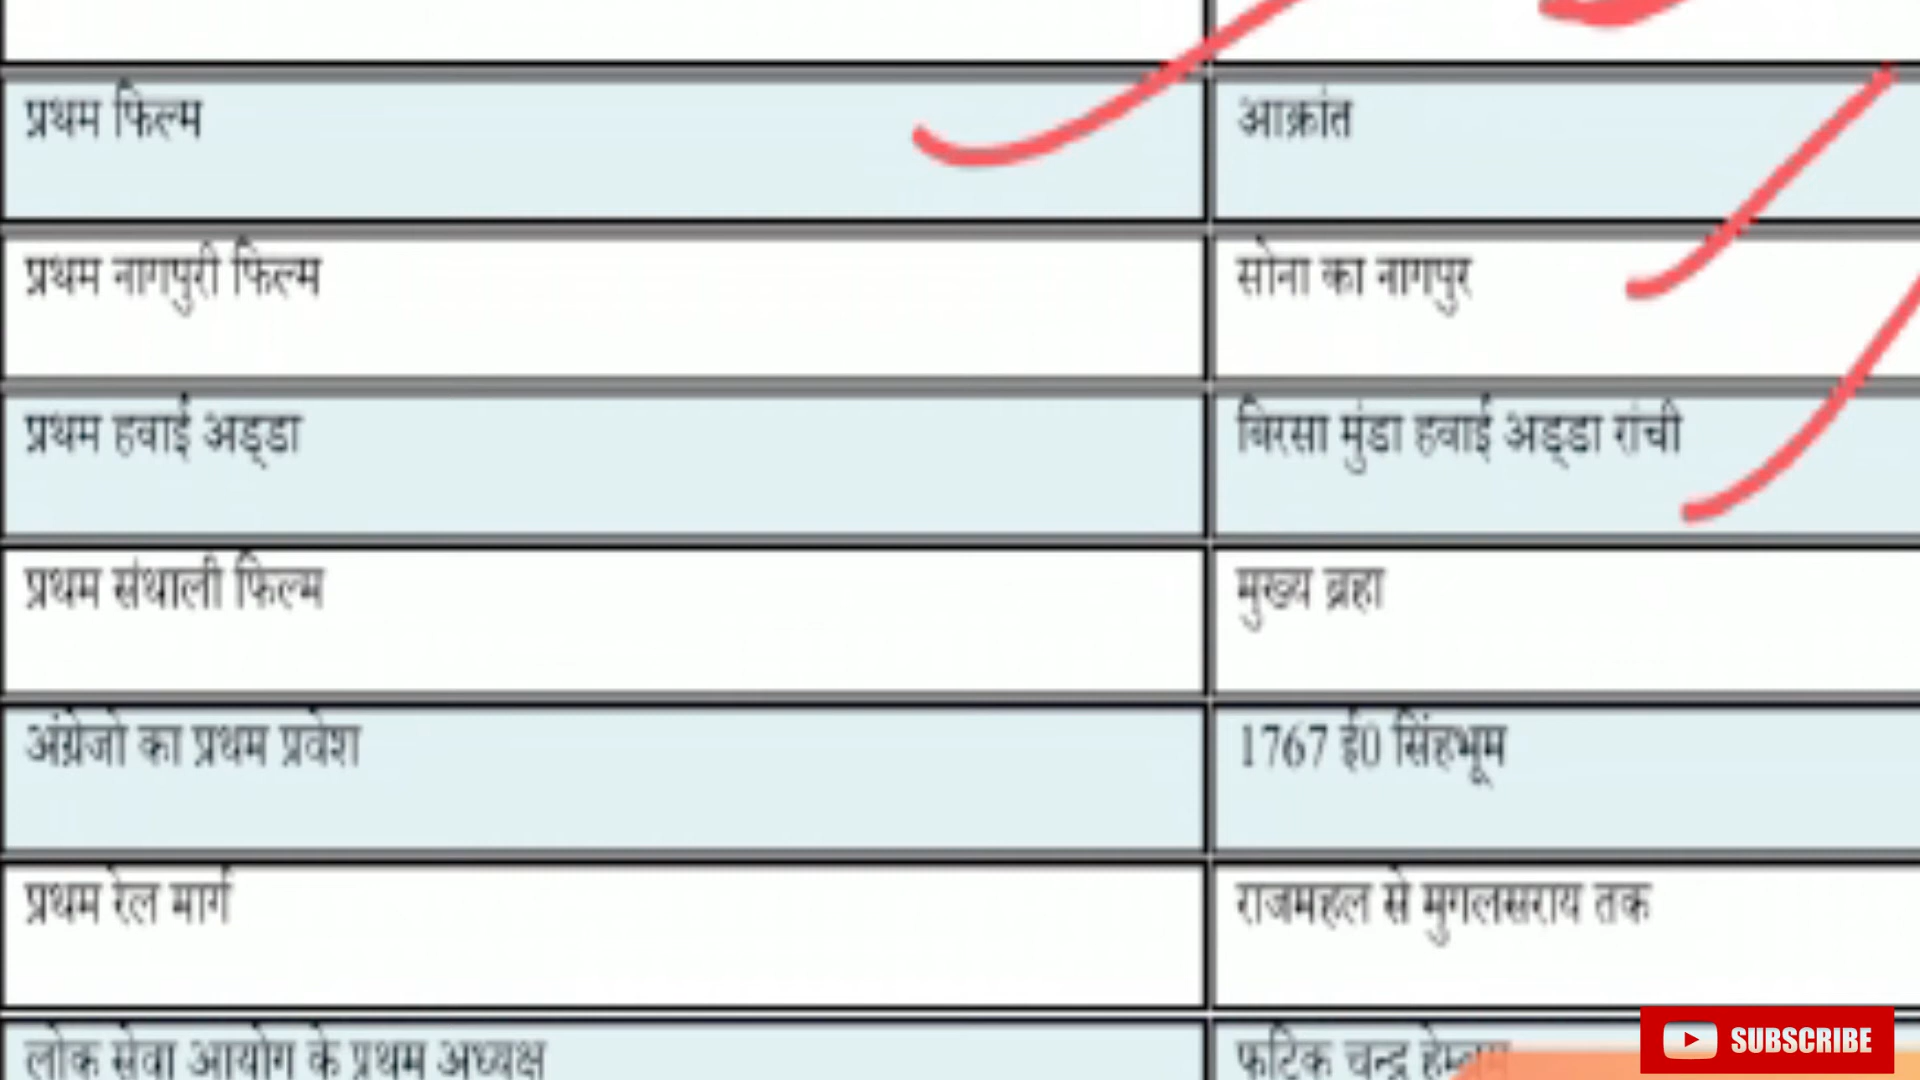 प्रथम फिल्म
आक्रांत
प्रथम नागपुरी फिल्म
सोना का नागपुर
प्रथम हवाई अड्डा
बिरसा मुंडा हवाई अड्डा रांची
प्रथम संथाली फिल्म
मुख्य ब्रहा
अंग्रेजो का प्रथम प्रवेश
1767 ई0 सिंहभूम
प्रथम रेल मार्ग
राजमहल से मुगलसराय तक
लोक सेवा आयोग के प्रथम अध्यक्ष
फटिक चन्द्र हेम्ब्रम
SUBSCRIBE